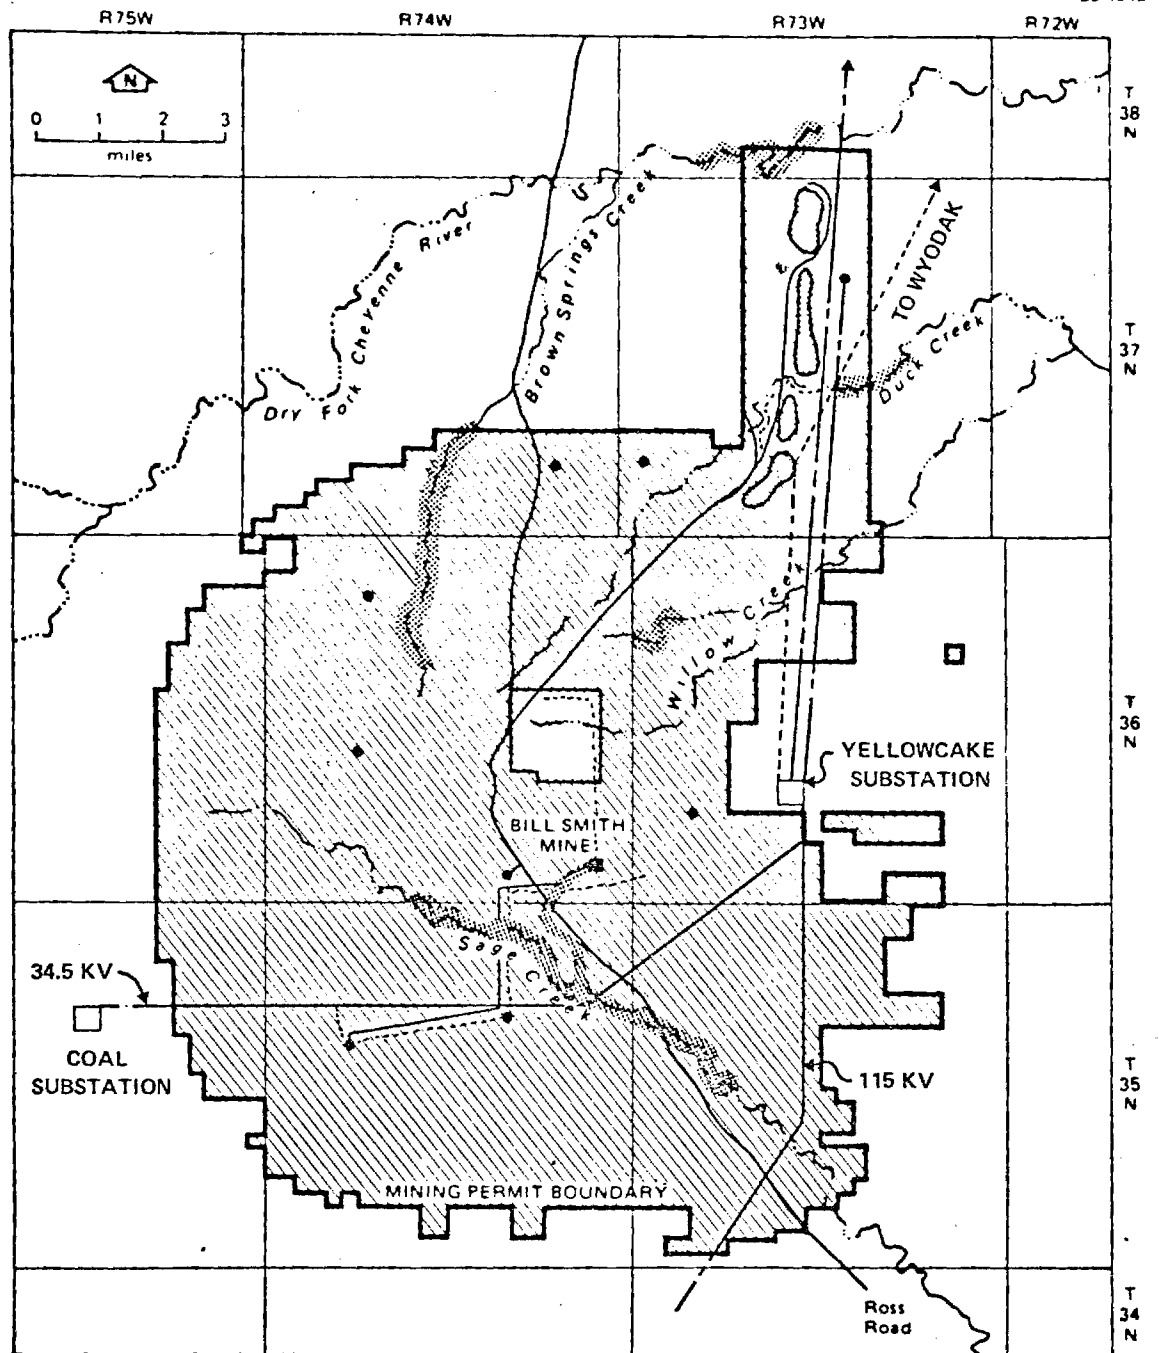 R75W R74W R73W R72W
N
0 1 2 3
miles
T
38
N
Dry Fork Cheyenne River
Brown Springs Creek
TO WYODAK
Duck Creek
T
37
N
Willow Creek
T
36
N
YELLOWCAKE
SUBSTATION
BILL SMITH
MINE
Sage Creek
34.5 KV
COAL
SUBSTATION
115 KV
T
35
N
MINING PERMIT BOUNDARY
Ross
Road
T
34
N